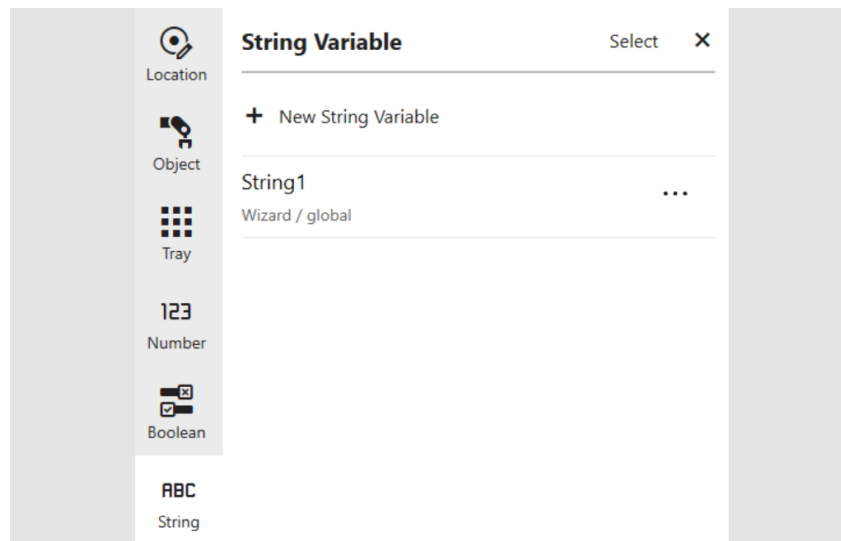 Location
Object
Tray
123
Number
Boolean
ABC
String
String Variable
Select
New String Variable
String1
Wizard / global